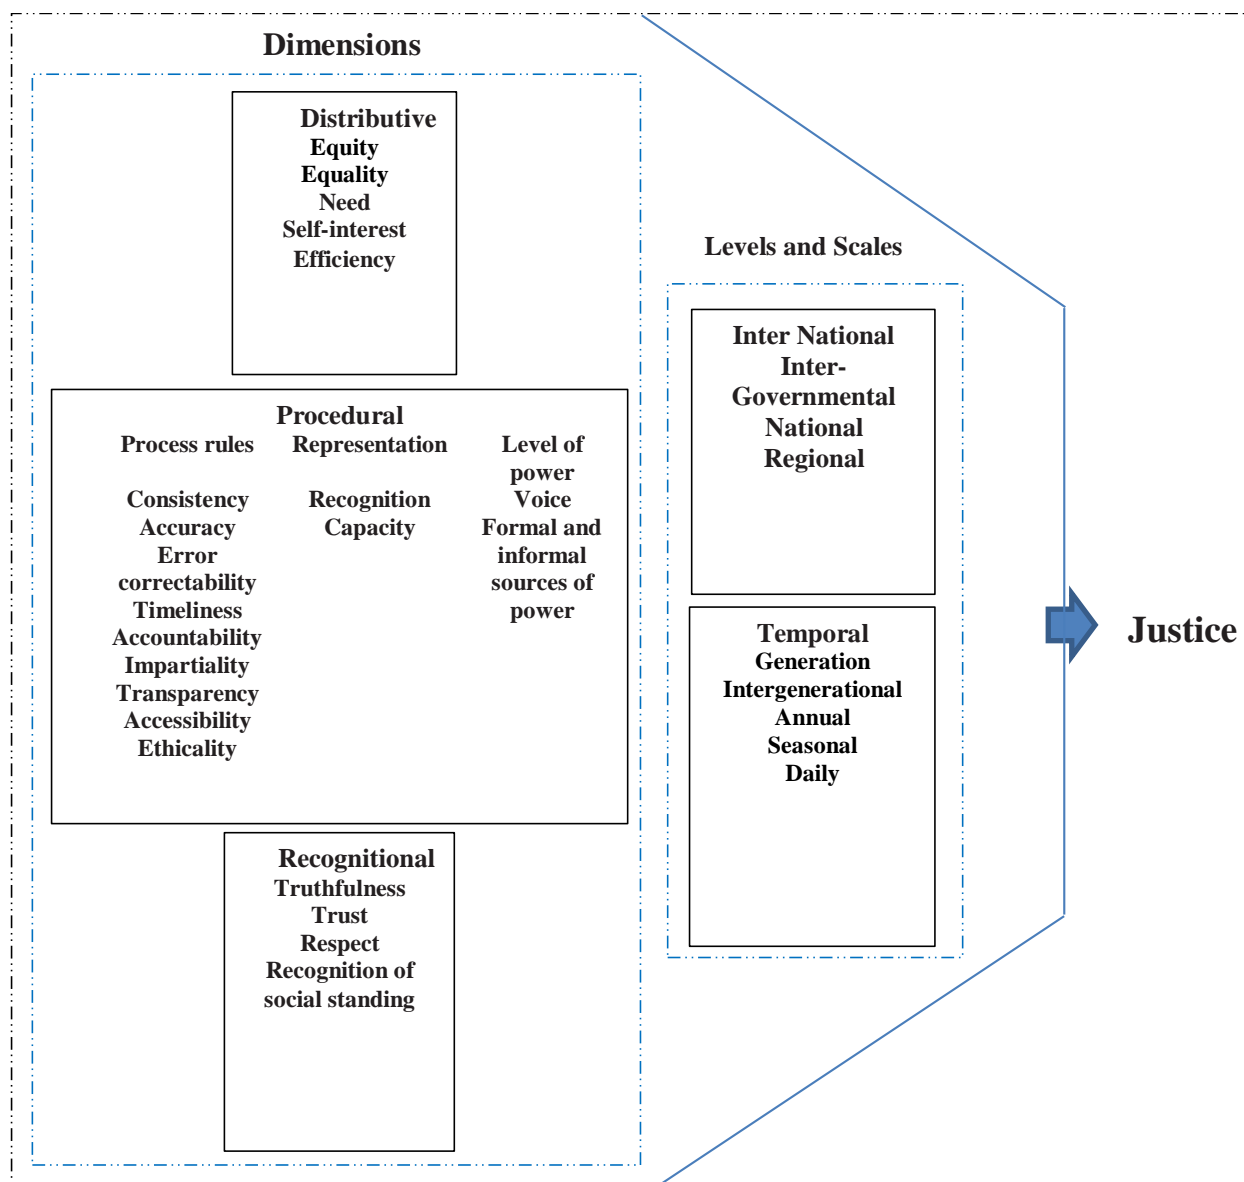 Dimensions
Distributive
Equity
Equality
Need
Self-interest
Efficiency
Procedural
Process rules
Consistency
Accuracy
Error
correctability
Timeliness
Accountability
Impartiality
Transparency
Accessibility
Ethicality
Representation
Recognition
Capacity
Level of
power
Voice
Formal and
informal
sources of
power
Recognitional
Truthfulness
Trust
Respect
Recognition of
social standing
Levels and Scales
Inter National
Inter-
Governmental
National
Regional
Temporal
Generation
Intergenerational
Annual
Seasonal
Daily
Justice